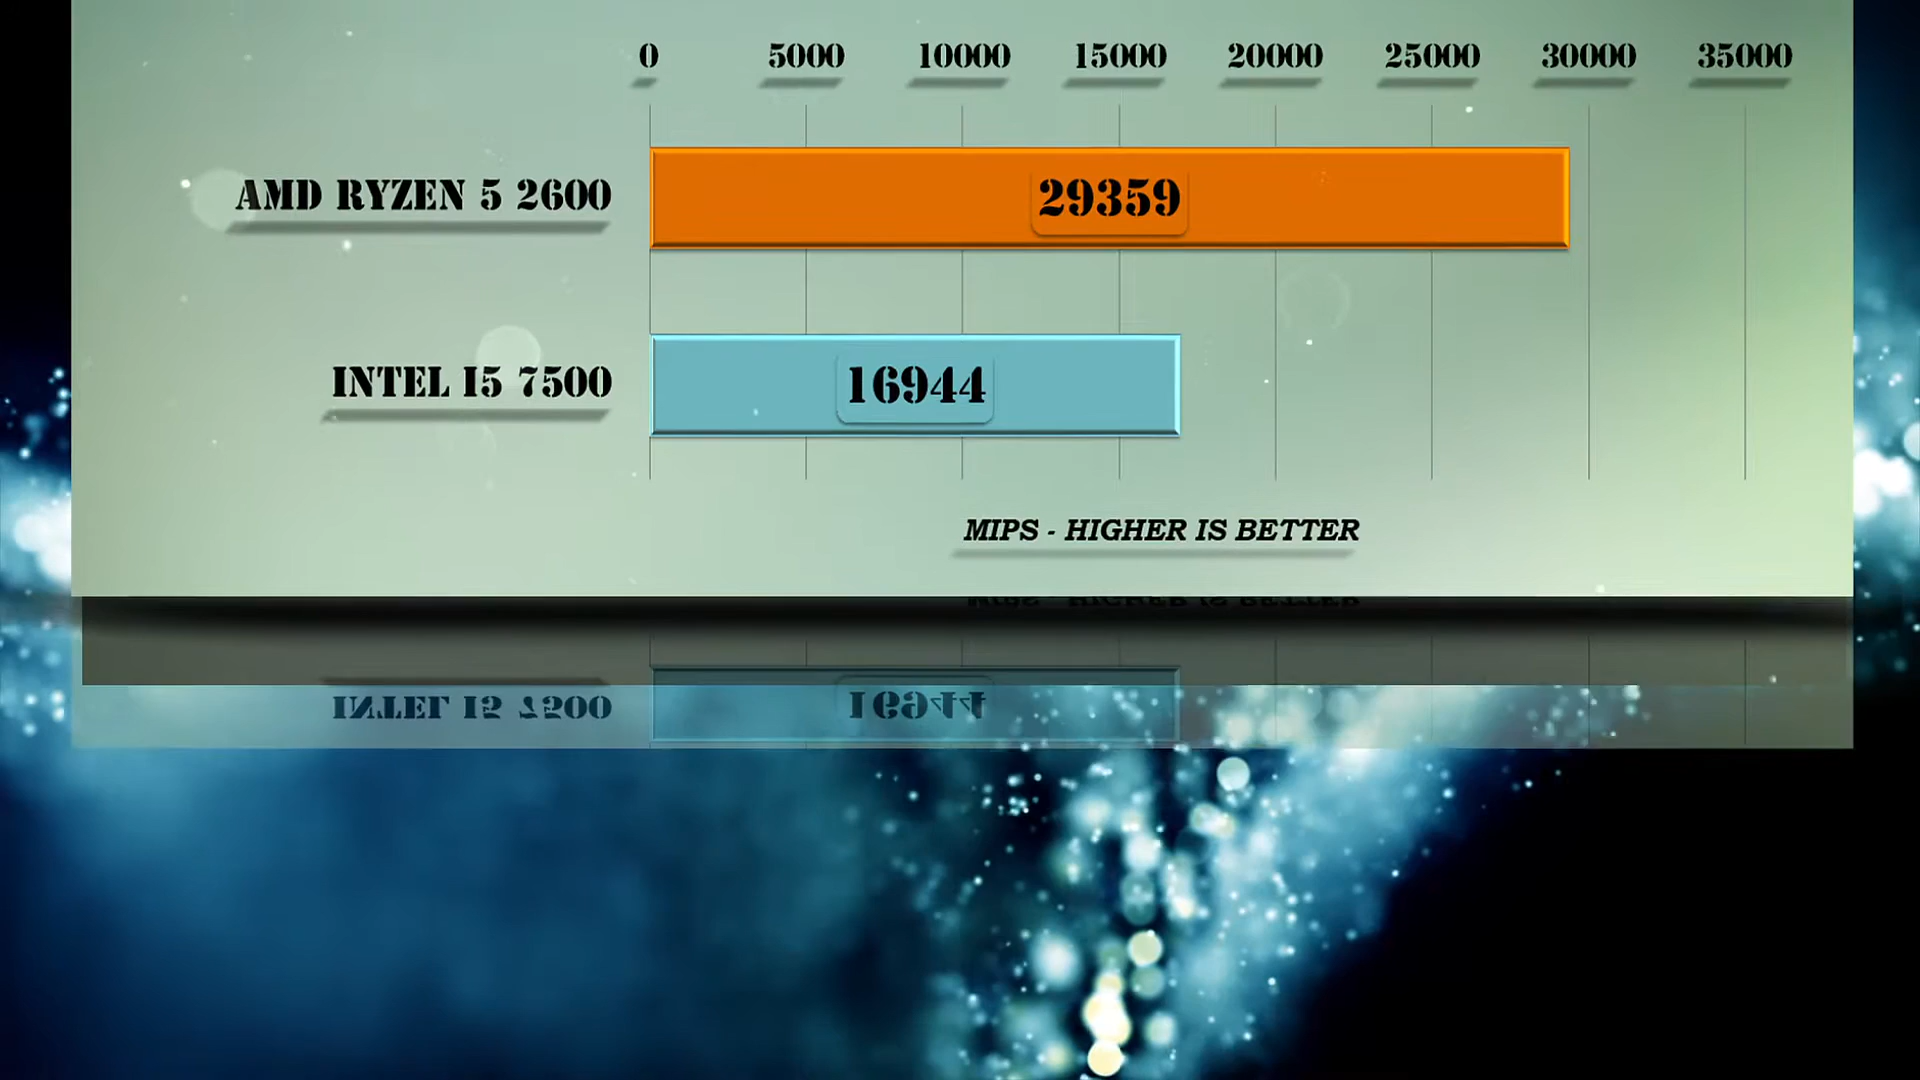 0 5000 10000 15000 20000 25000 30000 35000
AMD RYZEN 5 2600 29359
INTEL I5 7500 16944
MIPS - HIGHER IS BETTER